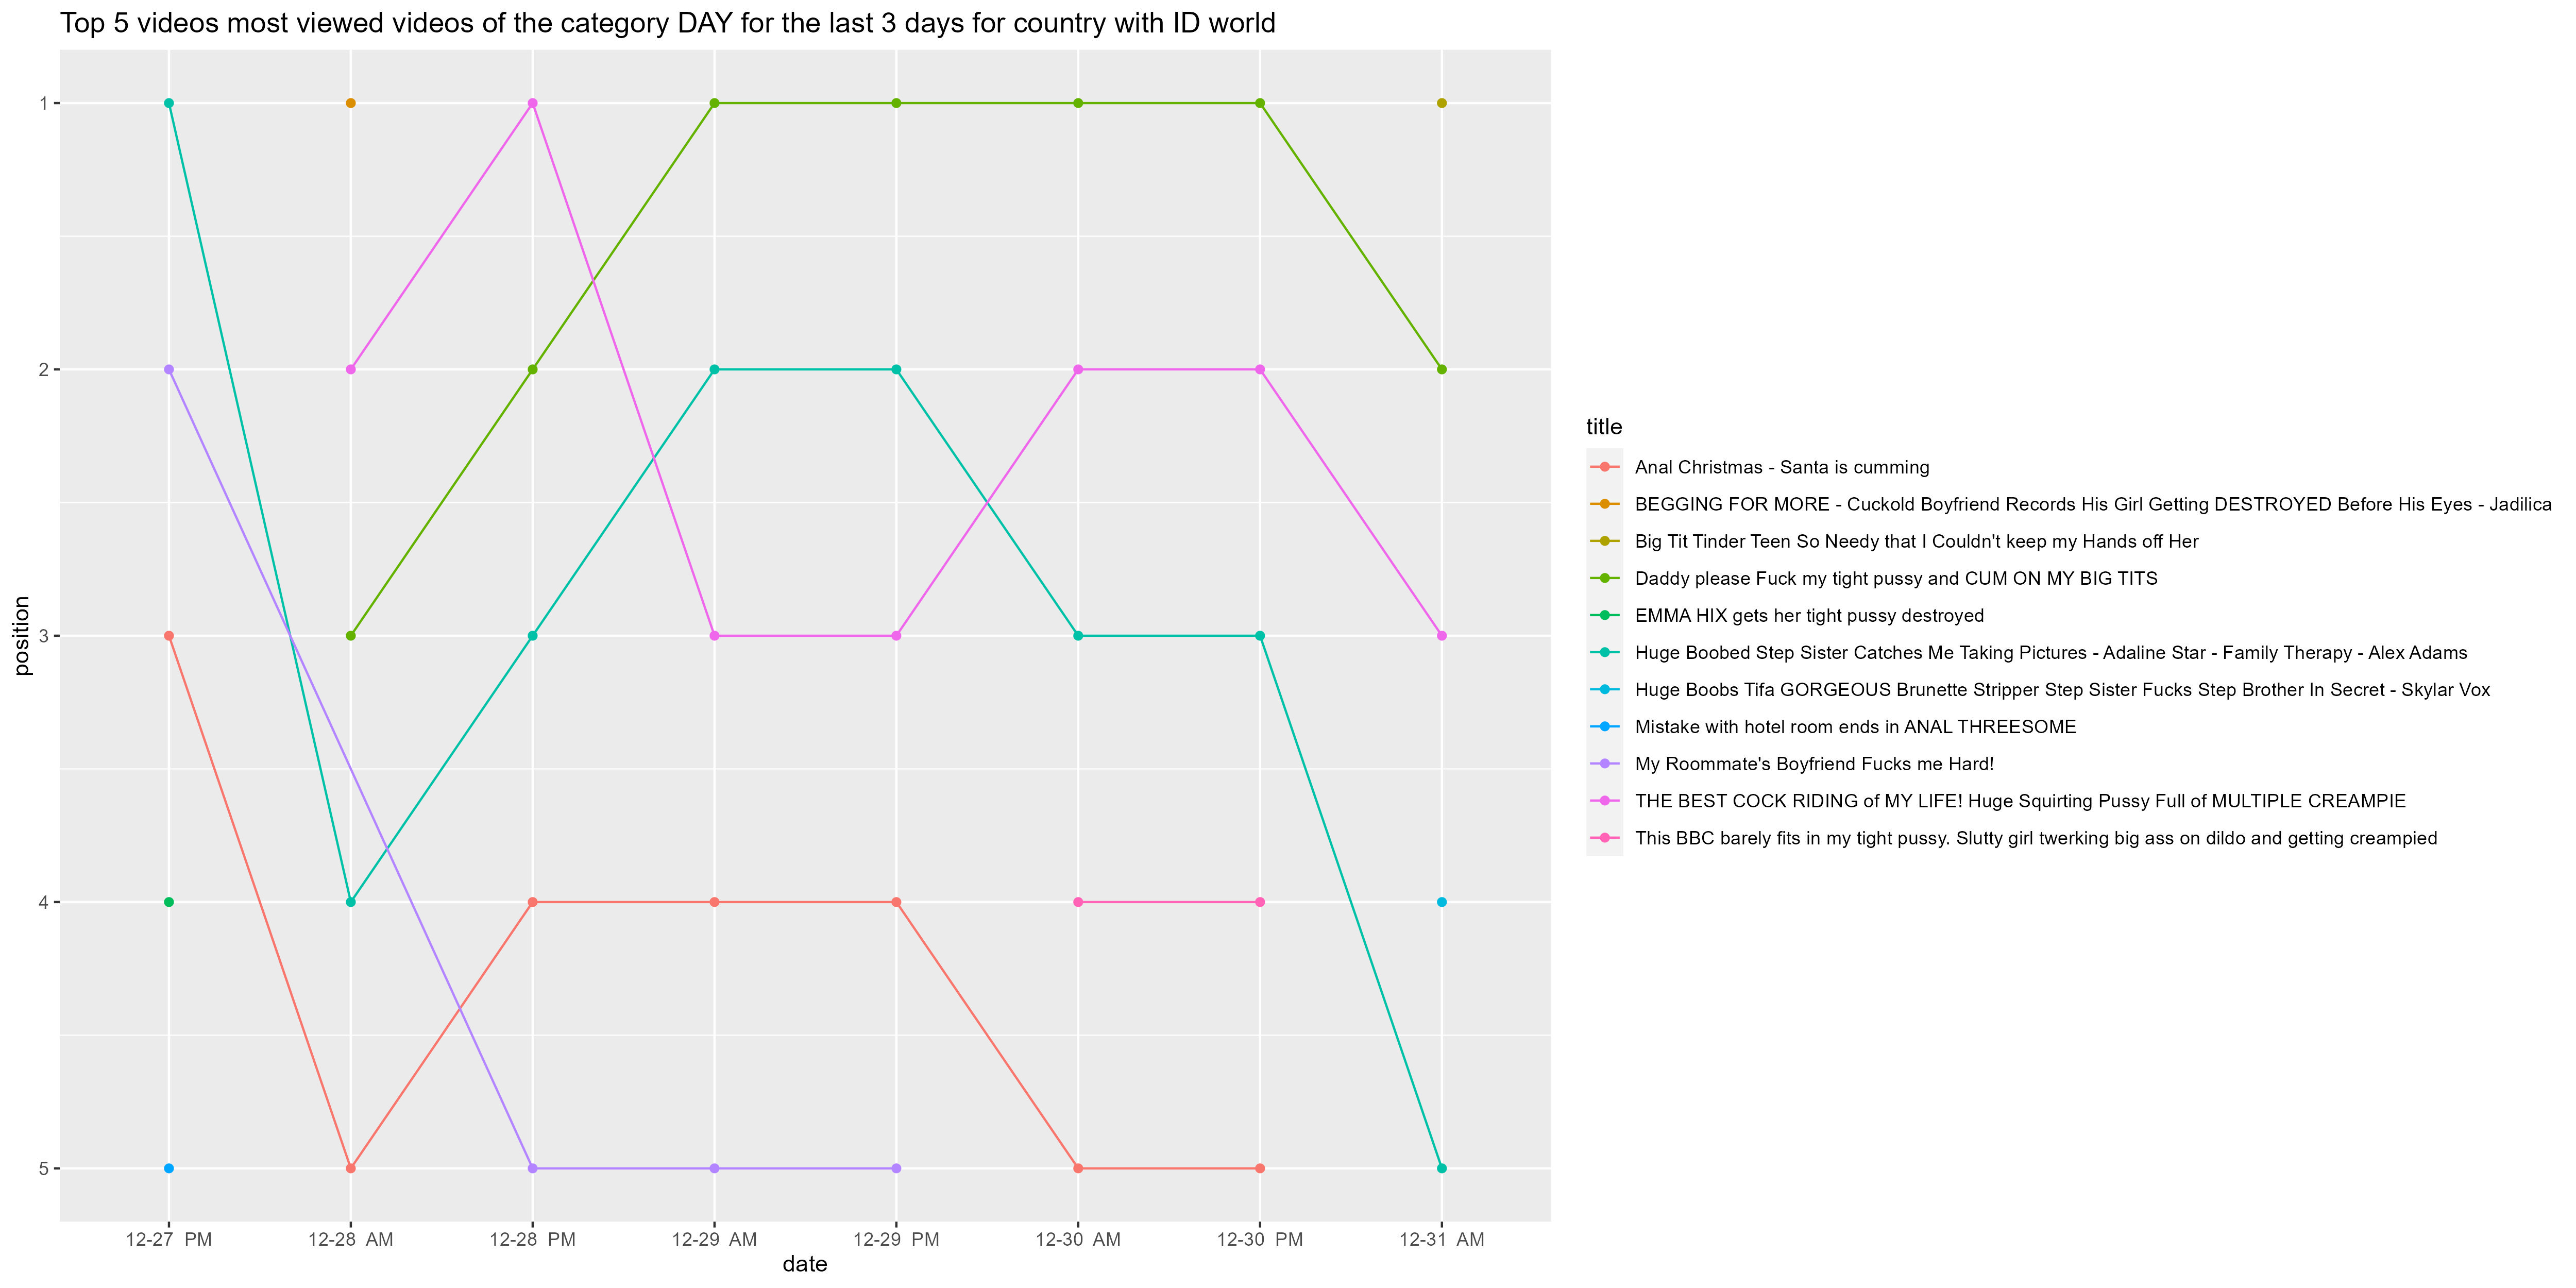 Top 5 videos most viewed videos of the category DAY for the last 3 days for country with ID world
position
1
2
3
4
5
12-27 PM
12-28 AM
12-28 PM
12-29 AM
12-29 PM
12-30 AM
12-30 PM
12-31 AM
date
title
Anal Christmas - Santa is cumming
BEGGING FOR MORE - Cuckold Boyfriend Records His Girl Getting DESTROYED Before His Eyes - Jadilica
Big Tit Tinder Teen So Needy that I Couldn't keep my Hands off Her
Daddy please Fuck my tight pussy and CUM ON MY BIG TITS
EMMA HIX gets her tight pussy destroyed
Huge Boobed Step Sister Catches Me Taking Pictures - Adaline Star - Family Therapy - Alex Adams
Huge Boobs Tifa GORGEOUS Brunette Stripper Step Sister Fucks Step Brother In Secret - Skylar Vox
Mistake with hotel room ends in ANAL THREESOME
My Roommate's Boyfriend Fucks me Hard!
THE BEST COCK RIDING of MY LIFE! Huge Squirting Pussy Full of MULTIPLE CREAMPIE
This BBC barely fits in my tight pussy. Slutty girl twerking big ass on dildo and getting creampied